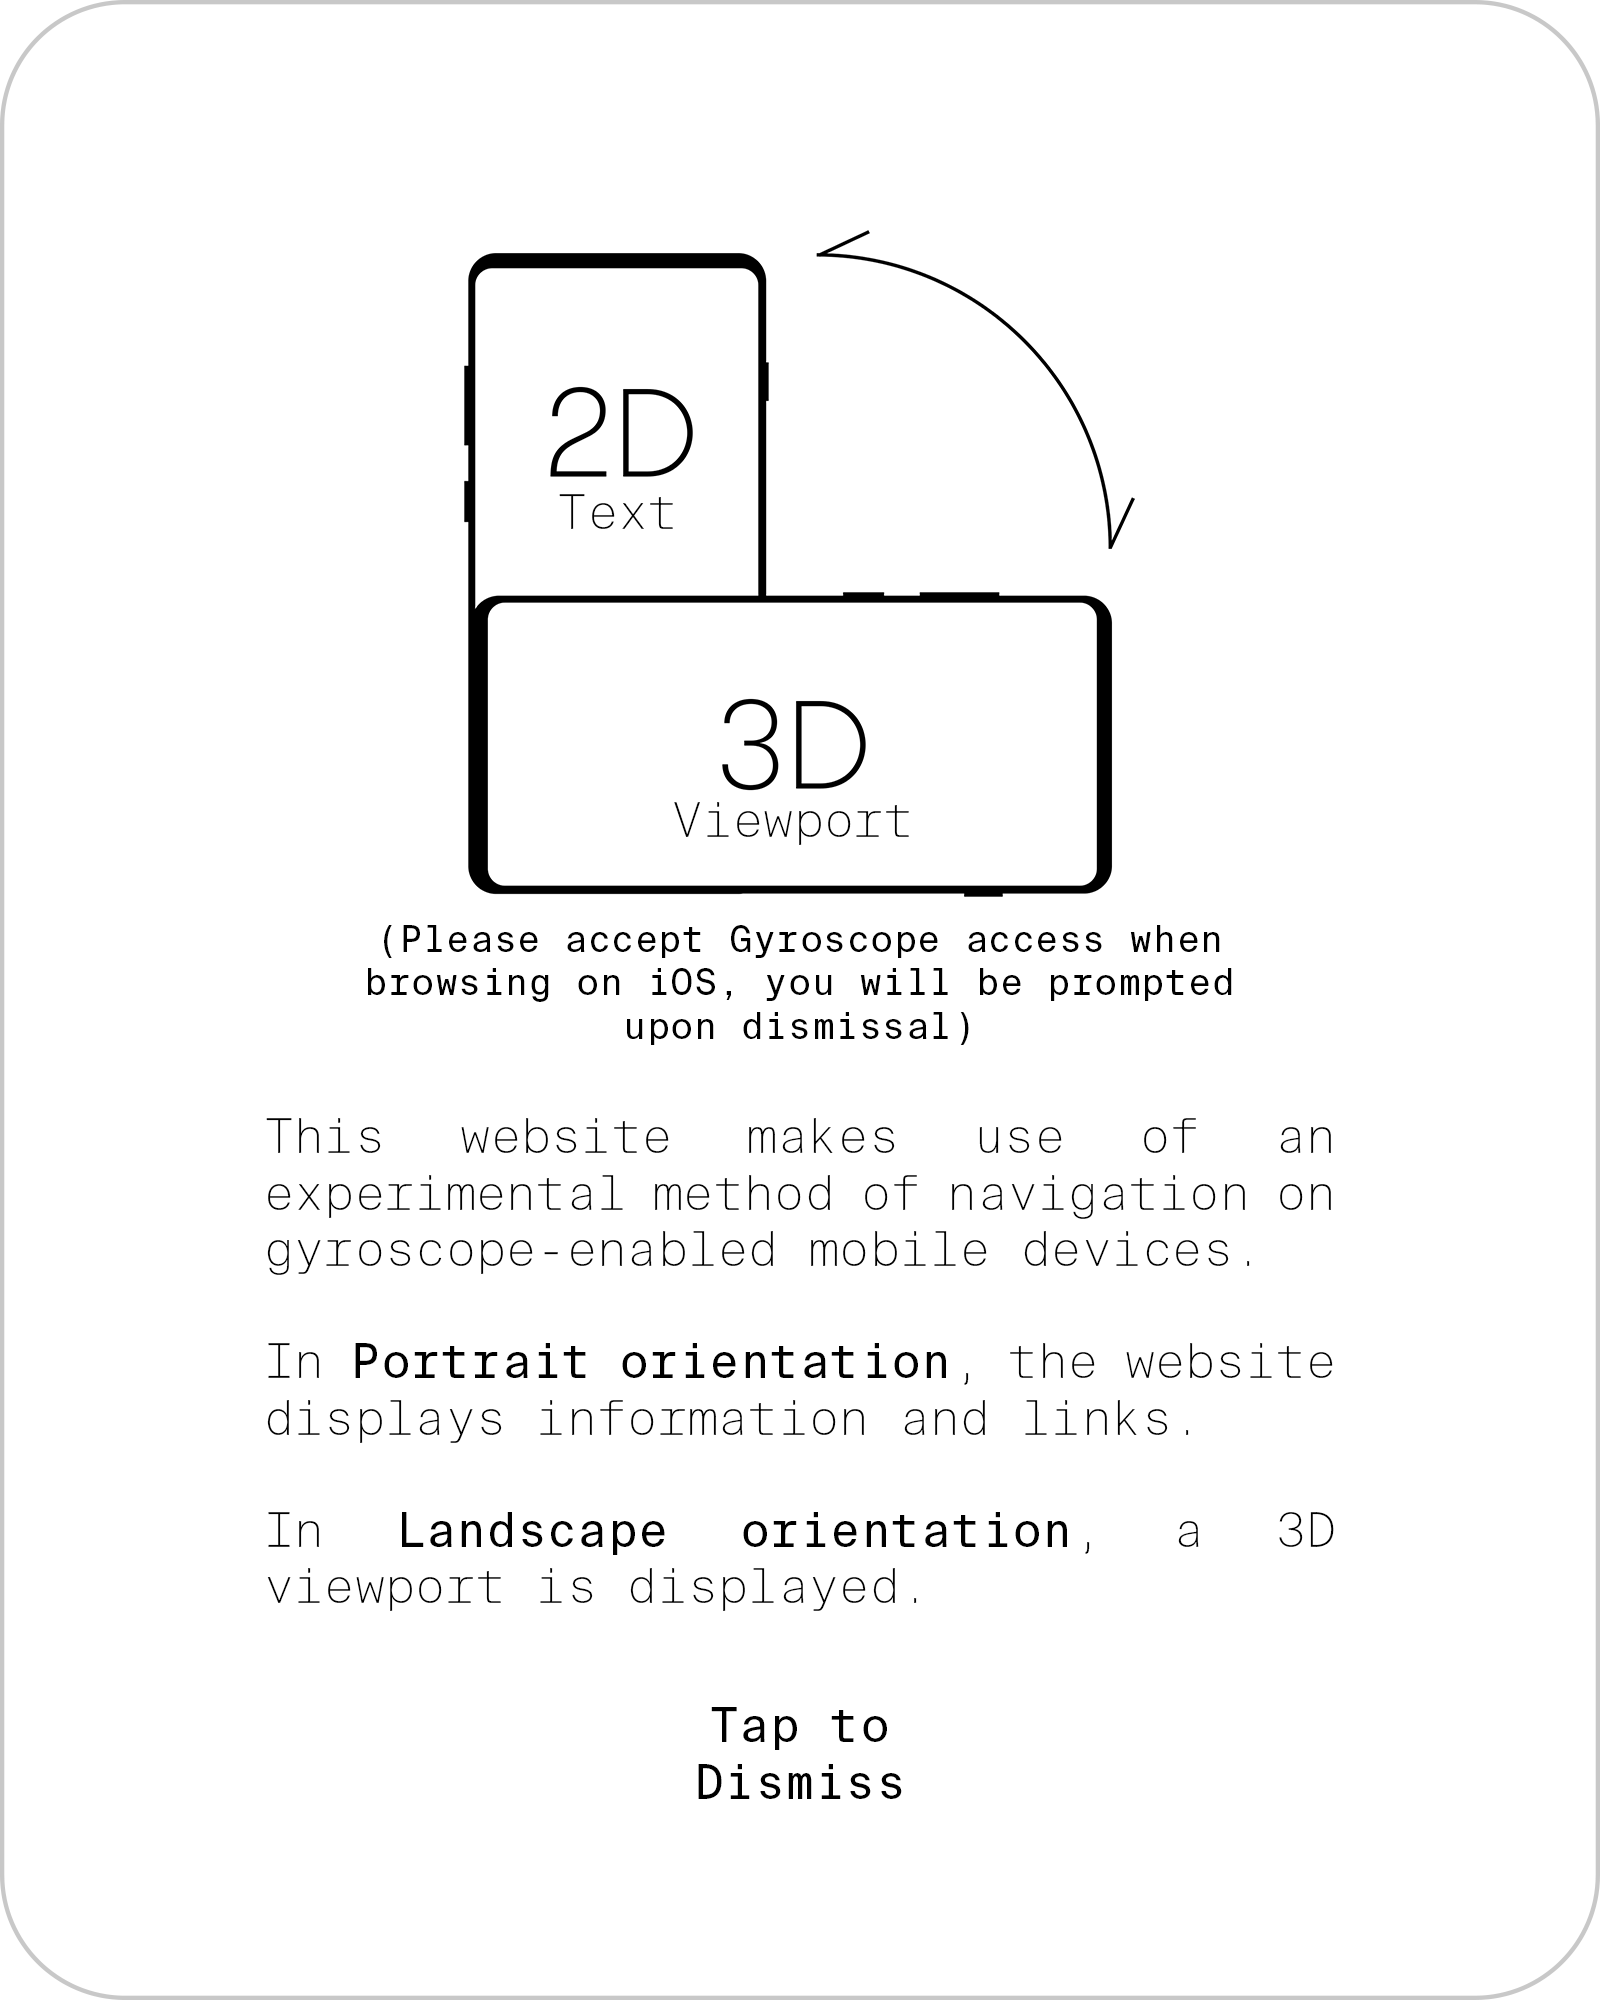 2D
Text
3D
Viewport
(Please accept Gyroscope access when
browsing on iOS, you will be prompted
upon dismissal)
This website makes use of an
experimental method of navigation on
gyroscope-enabled mobile devices.
In Portrait orientation, the website
displays information and links.
In Landscape orientation, a 3D
viewport is displayed.
Tap to
Dismiss